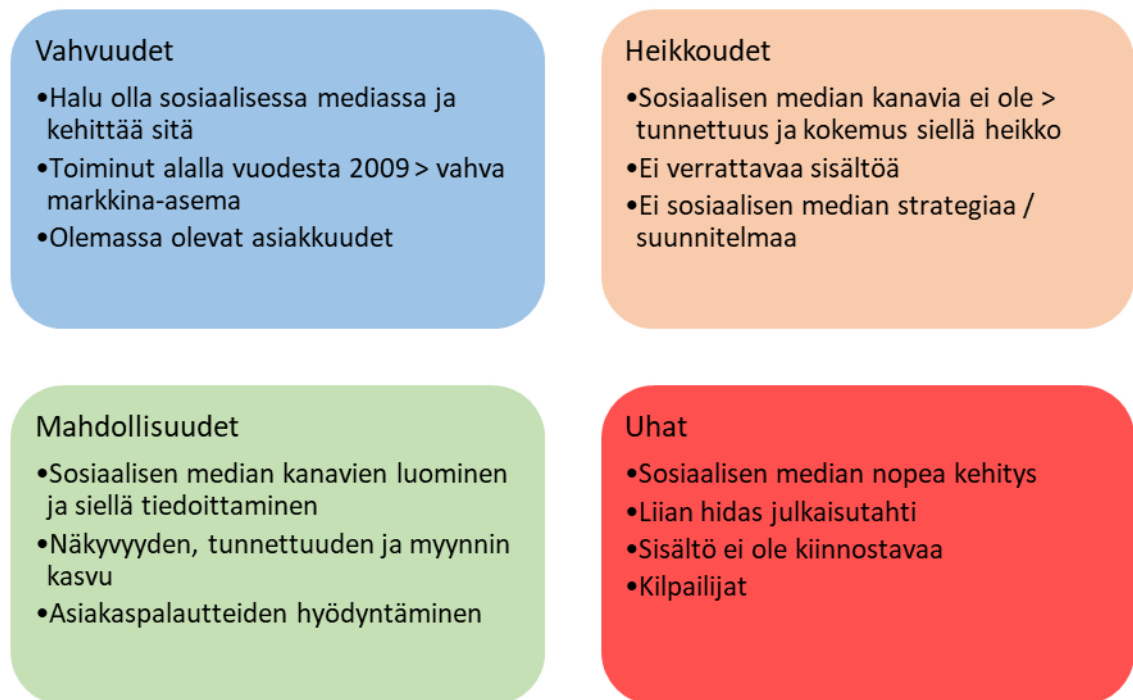 Vahvuudet
•Halu olla sosiaalisessa mediassa ja
kehittää sitä
•Toiminut alalla vuodesta 2009 > vahva
markkina-asema
•Olemassa olevat asiakkuudet
Heikkoudet
•Sosiaalisen median kanavia ei ole >
tunnettuus ja kokemus siellä heikko
•Ei verrattavaa sisältöä
•Ei sosiaalisen median strategiaa /
suunnitelmaa
Mahdollisuudet
•Sosiaalisen median kanavien luominen
ja siellä tiedoittaminen
•Näkyvyyden, tunnettuuden ja myynnin
kasvu
•Asiakaspalautteiden hyödyntäminen
Uhat
•Sosiaalisen median nopea kehitys
•Liian hidas julkaisutahti
•Sisältö ei ole kiinnostavaa
•Kilpailijat